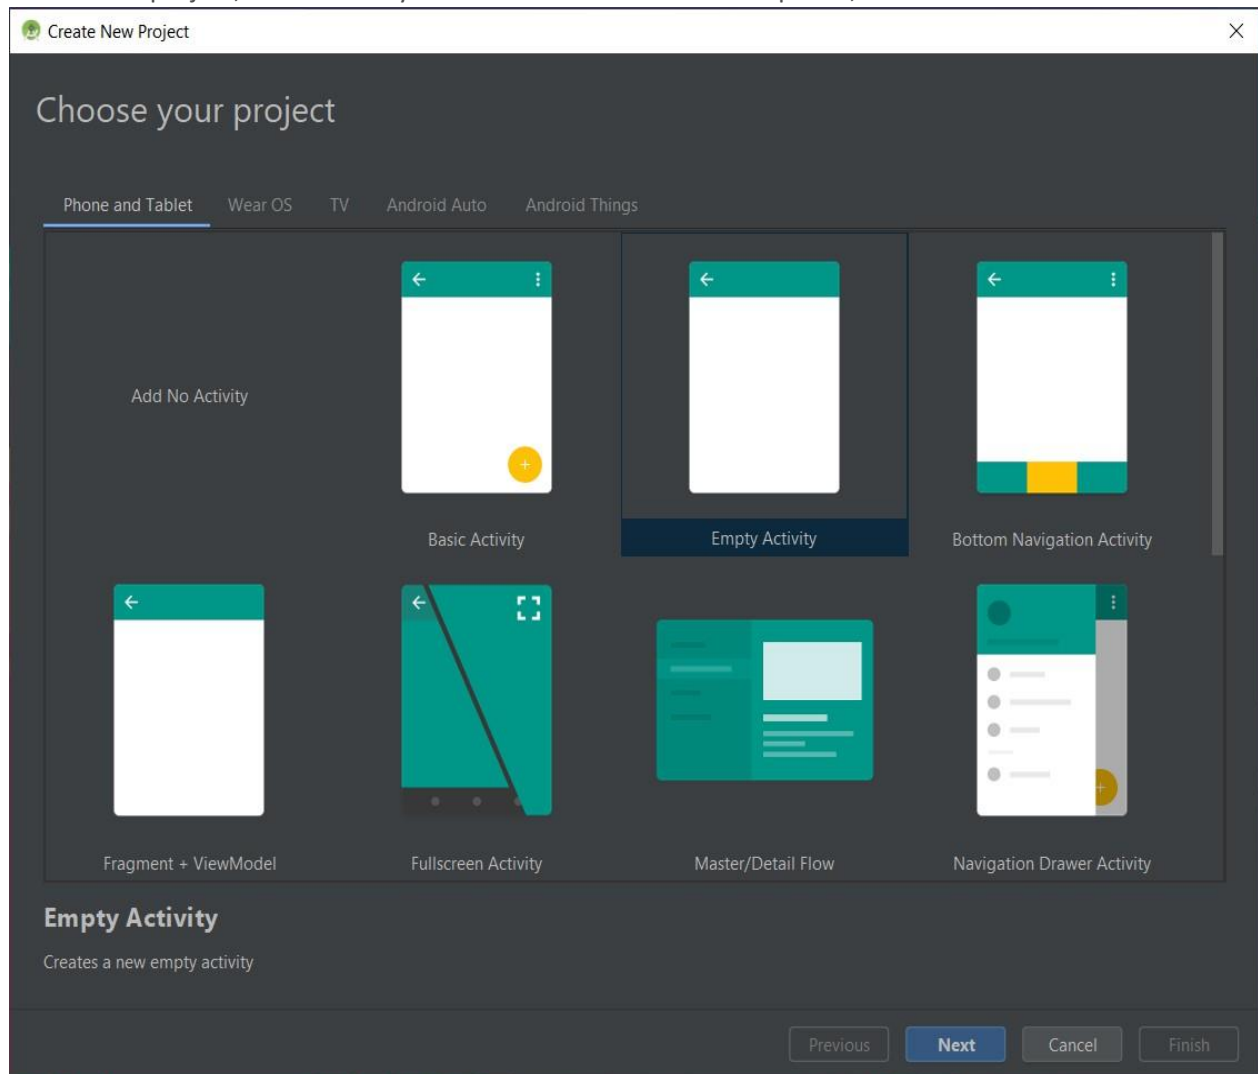 Create New Project
Choose your project
Phone and Tablet Wear OS TV Android Auto Android Things
Add No Activity
Basic Activity
Empty Activity
Bottom Navigation Activity
Fragment + ViewModel
Fullscreen Activity
Master/Detail Flow
Navigation Drawer Activity
Empty Activity
Creates a new empty activity
Previous Next Cancel Finish